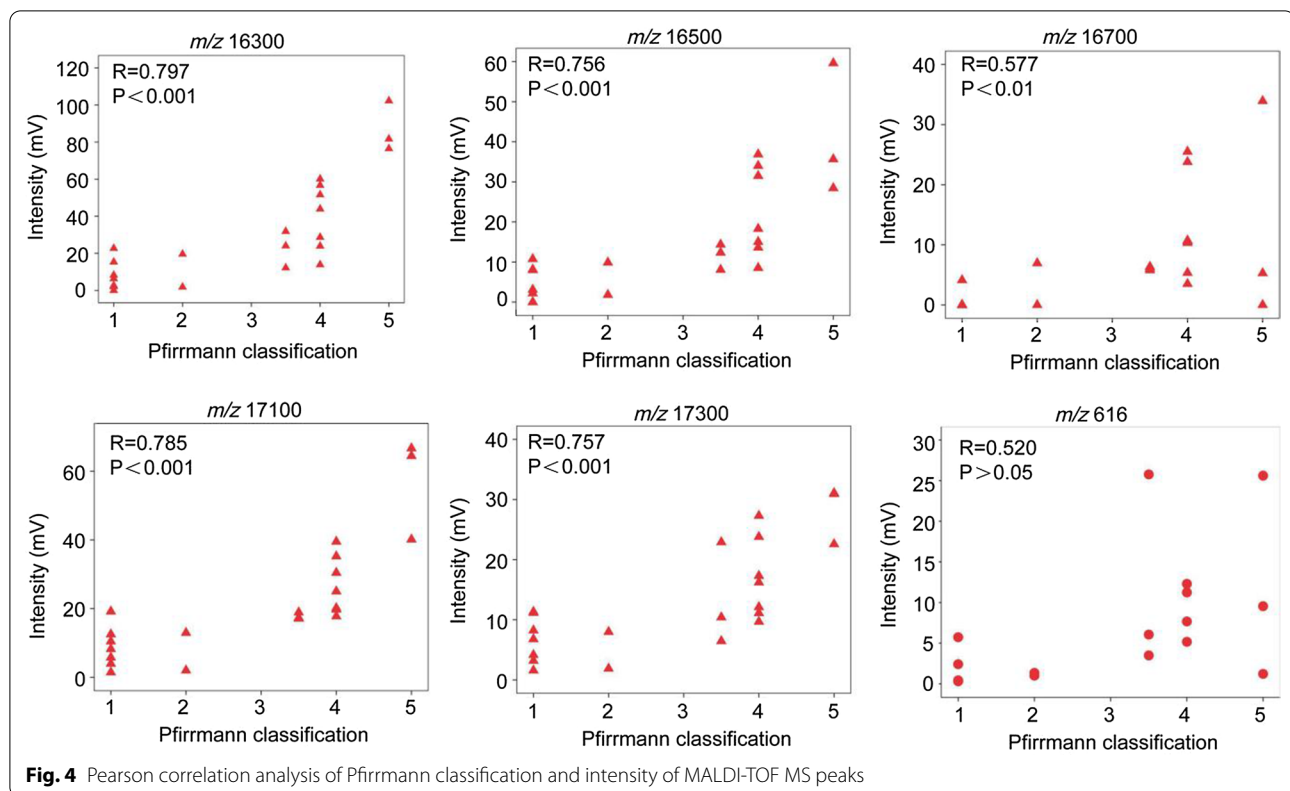 m/z 16300
R=0.797
P<0.001
Intensity (mV)
120
100
80
60
40
20
0
1 2 3 4 5
Pfirrmann classification
m/z 16500
R=0.756
P<0.001
Intensity (mV)
60
50
40
30
20
10
0
1 2 3 4 5
Pfirrmann classification
m/z 16700
R=0.577
P<0.01
Intensity (mV)
40
30
20
10
0
1 2 3 4 5
Pfirrmann classification
m/z 17100
R=0.785
P<0.001
Intensity (mV)
60
40
20
0
1 2 3 4 5
Pfirrmann classification
m/z 17300
R=0.757
P<0.001
Intensity (mV)
40
30
20
10
0
1 2 3 4 5
Pfirrmann classification
m/z 616
R=0.520
P>0.05
Intensity (mV)
30
25
20
15
10
5
0
1 2 3 4 5
Pfirrmann classification
Fig. 4 Pearson correlation analysis of Pfirrmann classification and intensity of MALDI-TOF MS peaks